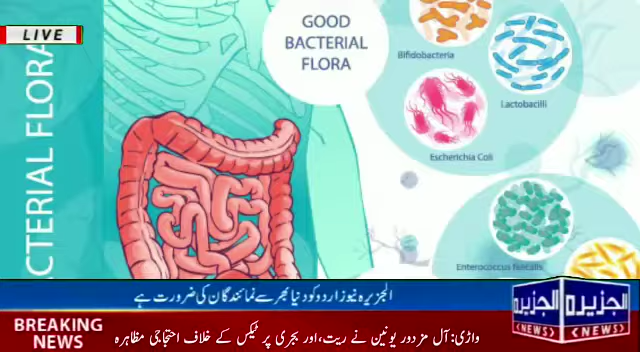 LIVE
GOOD
BACTERIAL
FLORA
Bifidobacteria
Lactobacilli
Escherichia Coli
Enterococcus faecalis
CTERIAL FLORA
الجزیرہ نیوز اردو کو دنیا بھر سے نمائندگان کی ضرورت ہے
BREAKING
NEWS
واڑی: آل مزدور یونین نے ریت، اور بجری پر ٹیکس کے خلاف احتجاجی مظاہرہ
الجزیرہ
NEWS
الجزیرہ
NEWS